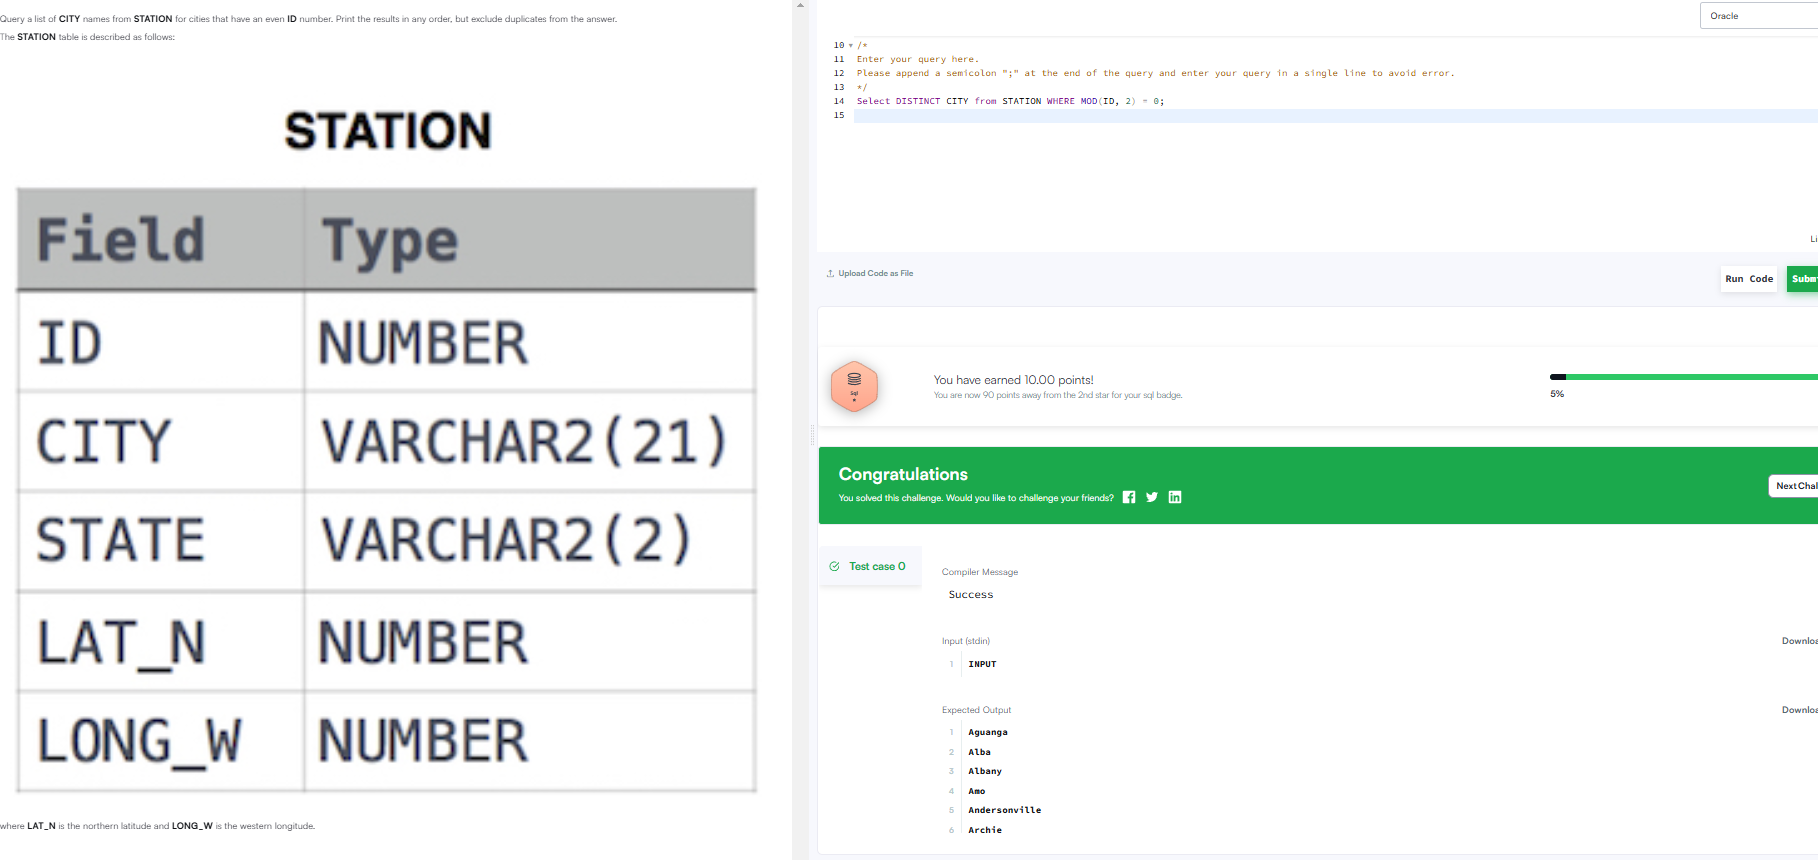 Query a list of CITY names from STATION for cities that have an even ID number. Print the results in any order, but exclude duplicates from the answer.
The STATION table is described as follows:
STATION
Field Type
ID NUMBER
CITY VARCHAR2(21)
STATE VARCHAR2(2)
LAT_N NUMBER
LONG_W NUMBER
where LAT_N is the northern latitude and LONG_W is the western longitude.
Oracle
10 /*
11 Enter your query here.
12 Please append a semicolon ";" at the end of the query and enter your query in a single line to avoid error.
13 */
14 Select DISTINCT CITY from STATION WHERE MOD(ID, 2) = 0;
15
Li
Upload Code as File
Run Code Subm
Sql
You have earned 10.00 points!
You are now 90 points away from the 2nd star for your sql badge.
5%
Congratulations
You solved this challenge. Would you like to challenge your friends?
Next Chal
Test case 0
Compiler Message
Success
Input (stdin) Downloa
1 INPUT
Expected Output Downloa
1 Aguanga
2 Alba
3 Albany
4 Amo
5 Andersonville
6 Archie